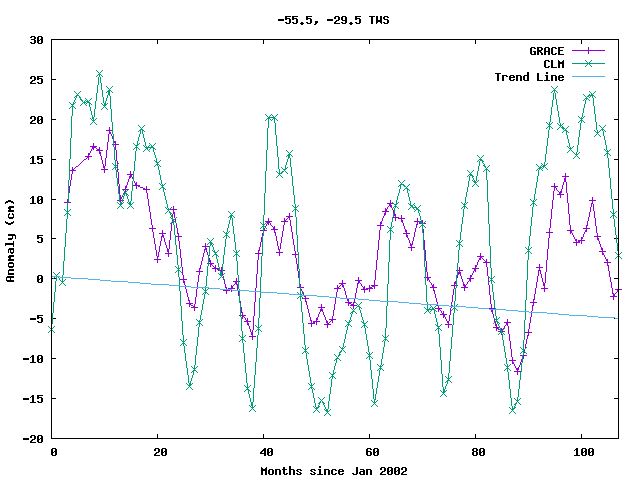 -55.5, -29.5 TWS
GRACE
CLM
Trend Line
30
25
20
15
10
5
0
-5
-10
-15
-20
Anomaly (cm)
0 20 40 60 80 100
Months since Jan 2002